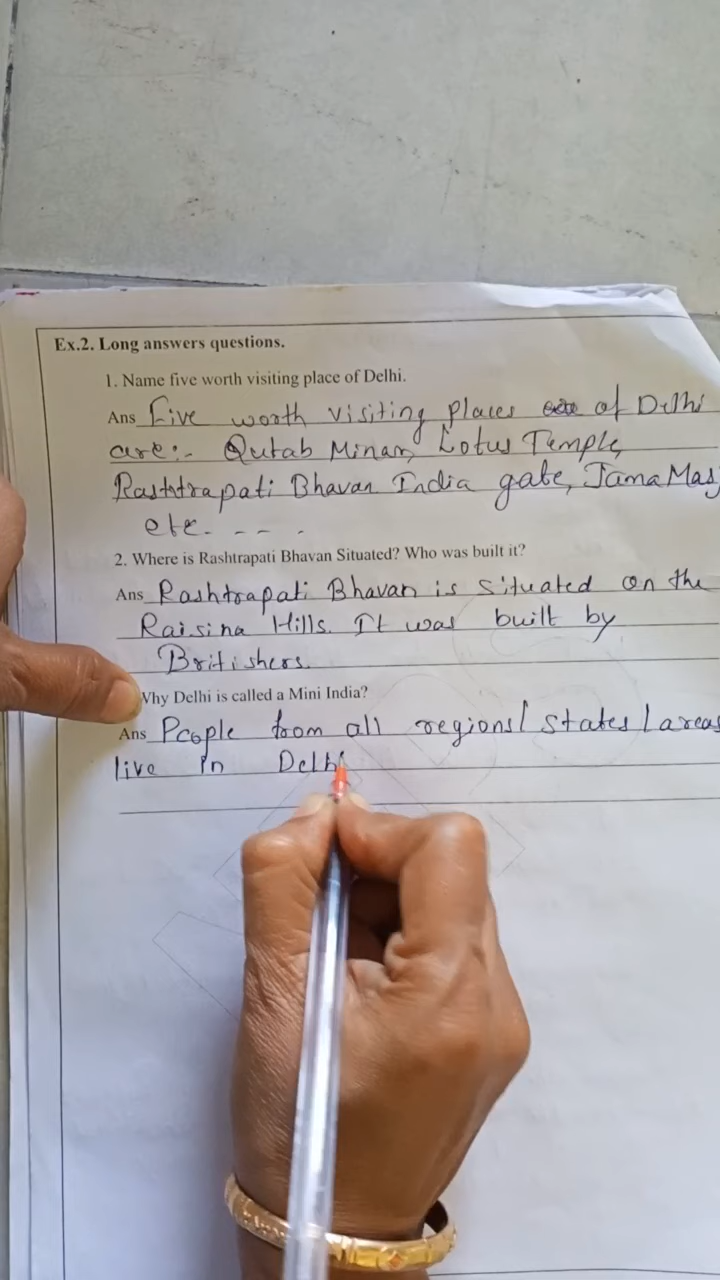 Ex.2. Long answers questions.
1. Name five worth visiting place of Delhi.
Ans Five worth visiting places of Delhi
are:- Qutab Minar, Lotus Temple,
Rashtrapati Bhavan India gate, Jama Mas
etc. - - - .
2. Where is Rashtrapati Bhavan Situated? Who was built it?
Ans Rashtrapati Bhavan is situated on the
Raisina Hills. It was built by
Britishers.
Why Delhi is called a Mini India?
Ans People from all regions/ states/ areas
live in Delhi